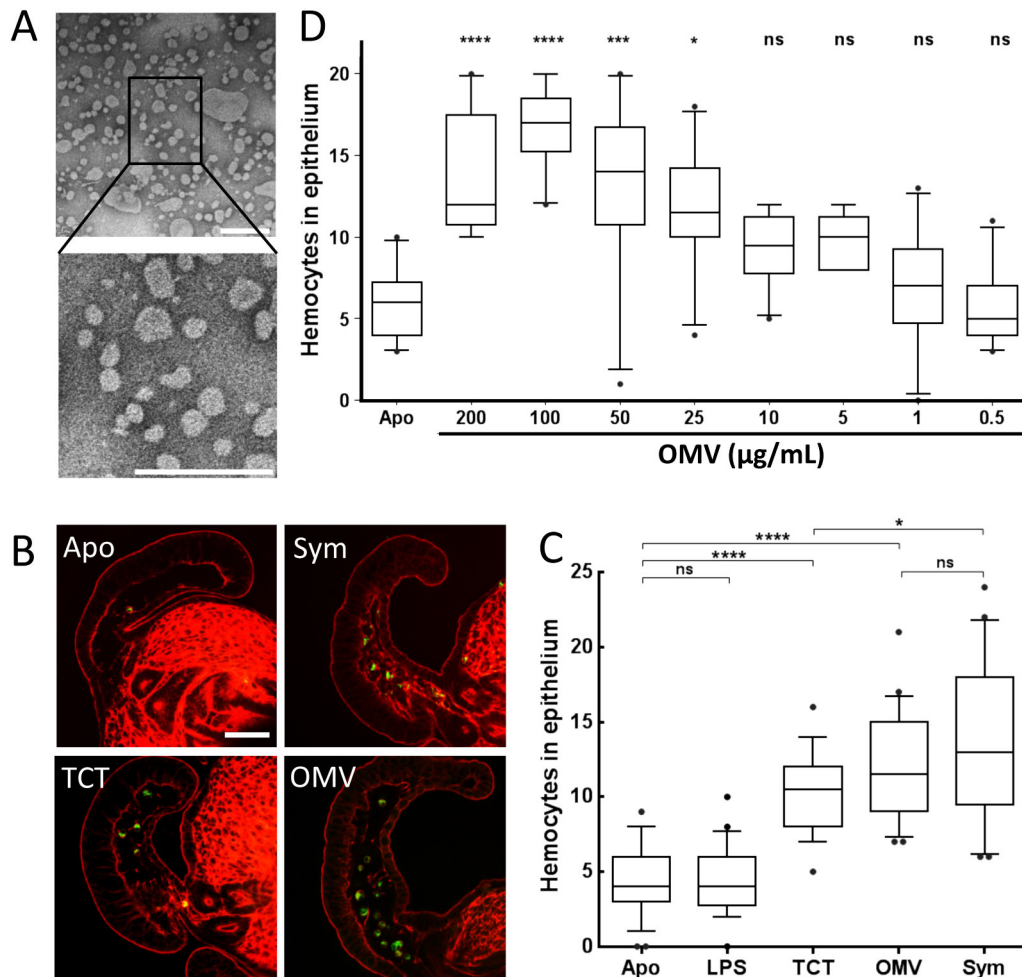 A
D
**** **** *** * ns ns ns ns
Hemocytes in epithelium
20
15
10
5
0
Apo 200 100 50 25 10 5 1 0.5
OMV (µg/mL)
B
Apo
Sym
TCT
OMV
C
*
****
****
ns
ns
Hemocytes in epithelium
25
20
15
10
5
0
Apo LPS TCT OMV Sym